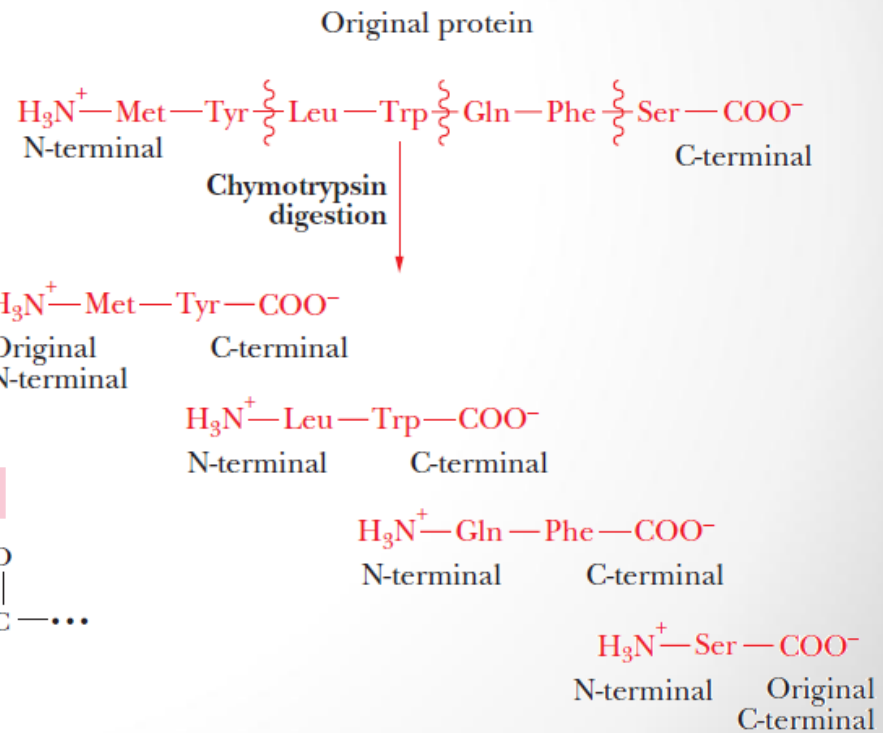 Original protein
H₃N⁺—Met—Tyr Leu—Trp Gln—Phe Ser—COO⁻
N-terminal
C-terminal
Chymotrypsin
digestion
H₃N⁺—Met—Tyr—COO⁻
Original C-terminal
N-terminal
H₃N⁺—Leu—Trp—COO⁻
N-terminal C-terminal
H₃N⁺—Gln—Phe—COO⁻
N-terminal C-terminal
O
C—•••
H₃N⁺—Ser—COO⁻
N-terminal Original
C-terminal